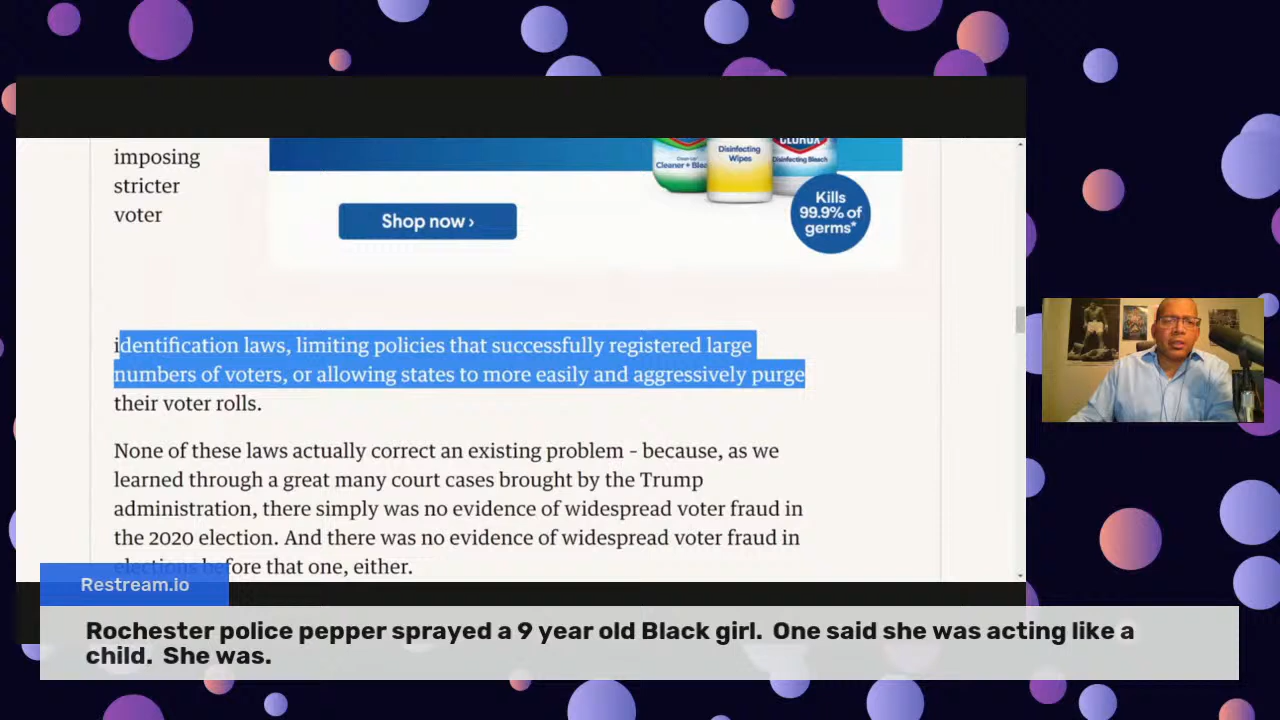 imposing
stricter
voter
CLOROX
Disinfecting
Wipes
Cleaner + Blea
Disinfecting Bleach
Shop now ›
Kills
99.9% of
germs*
identification laws, limiting policies that successfully registered large
numbers of voters, or allowing states to more easily and aggressively purge
their voter rolls.
None of these laws actually correct an existing problem – because, as we
learned through a great many court cases brought by the Trump
administration, there simply was no evidence of widespread voter fraud in
the 2020 election. And there was no evidence of widespread voter fraud in
elections before that one, either.
Restream.io
Rochester police pepper sprayed a 9 year old Black girl. One said she was acting like a
child. She was.